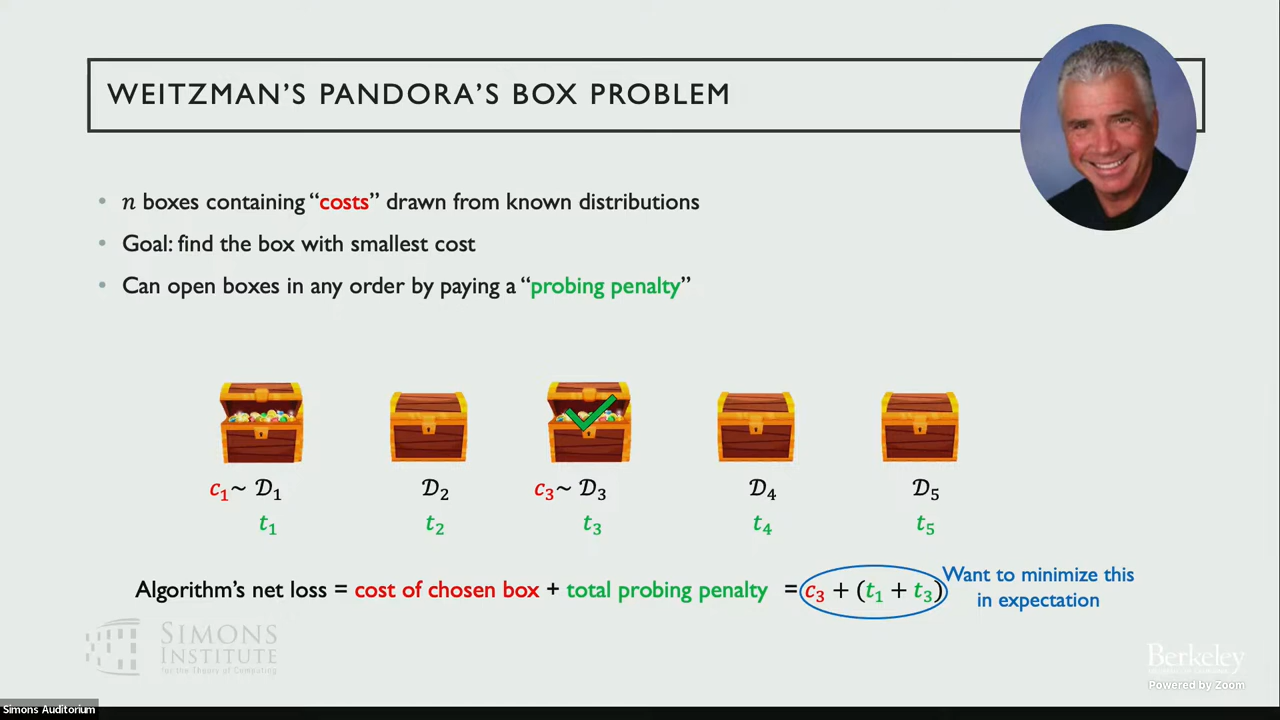 WEITZMAN'S PANDORA'S BOX PROBLEM
• n boxes containing “costs” drawn from known distributions
• Goal: find the box with smallest cost
• Can open boxes in any order by paying a “probing penalty”
c₁~ 𝒟₁ 𝒟₂ c₃~ 𝒟₃ 𝒟₄ 𝒟₅
t₁ t₂ t₃ t₄ t₅
Algorithm's net loss = cost of chosen box + total probing penalty = c₃ + (t₁ + t₃)
Want to minimize this
in expectation
SIMONS
INSTITUTE
for the Theory of Computing
Berkeley
Powered by Zoom
Simons Auditorium